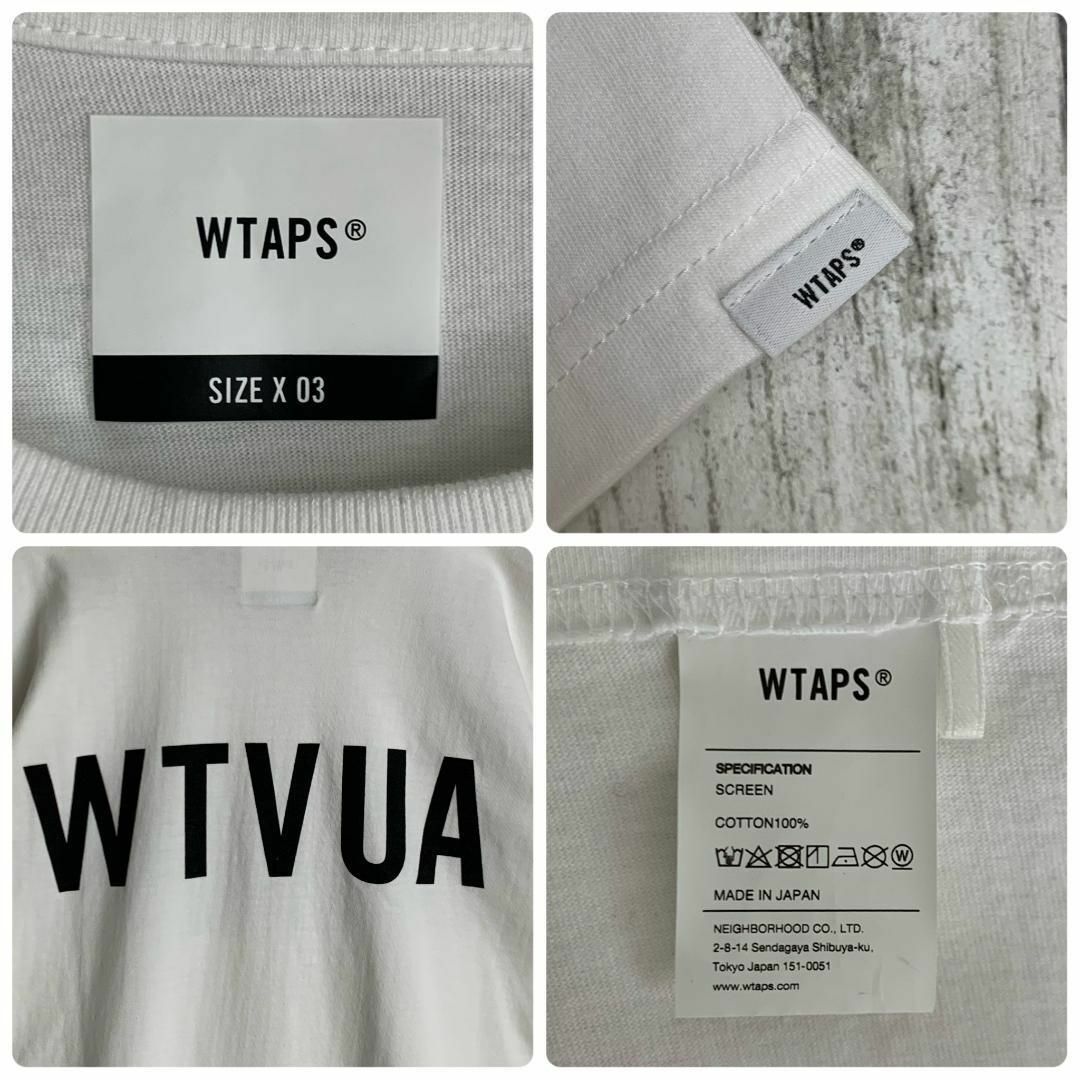 WTAPS®
SIZE X 03
WTAPS®
WTVUA
WTAPS®
SPECIFICATION
SCREEN
COTTON100%
W
MADE IN JAPAN
NEIGHBORHOOD CO., LTD.
2-8-14 Sendagaya Shibuya-ku,
Tokyo Japan 151-0051
www.wtaps.com